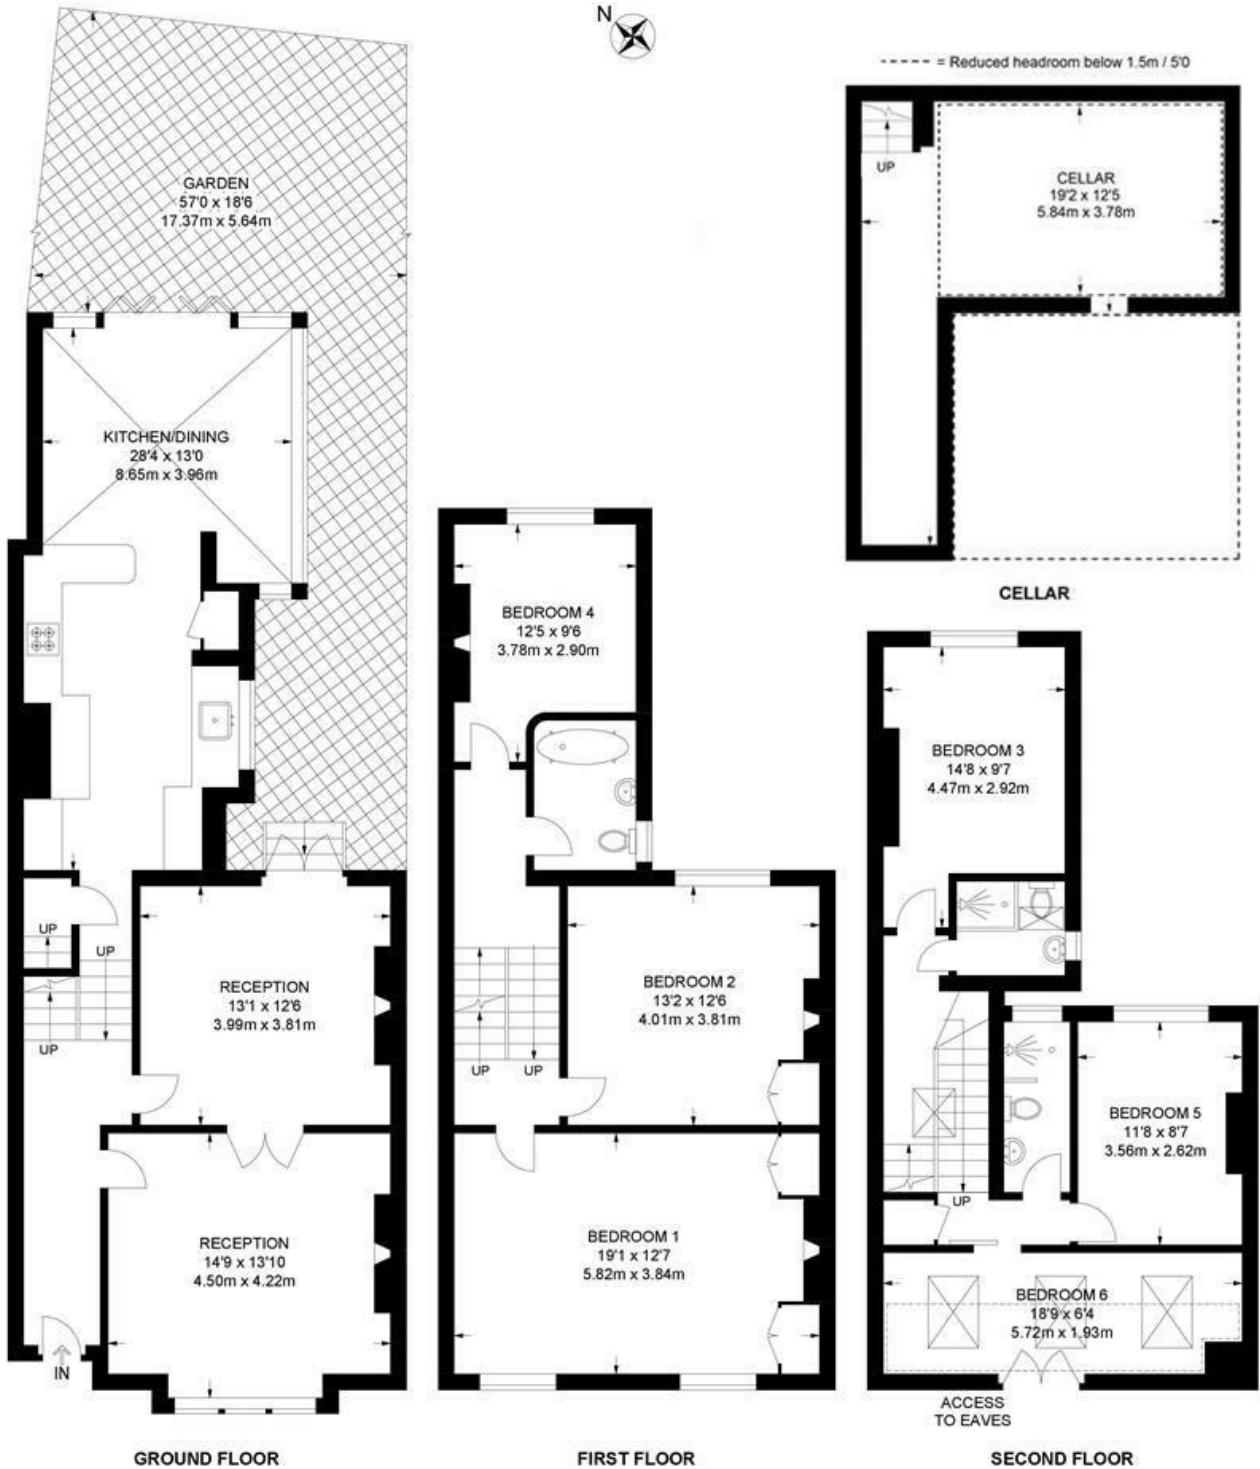 N
---- = Reduced headroom below 1.5m / 5'0
GARDEN
57'0 x 18'6
17.37m x 5.64m
KITCHEN/DINING
28'4 x 13'0
8.65m x 3.96m
UP
UP
UP
RECEPTION
13'1 x 12'6
3.99m x 3.81m
RECEPTION
14'9 x 13'10
4.50m x 4.22m
IN
GROUND FLOOR
BEDROOM 4
12'5 x 9'6
3.78m x 2.90m
BEDROOM 2
13'2 x 12'6
4.01m x 3.81m
UP
UP
BEDROOM 1
19'1 x 12'7
5.82m x 3.84m
FIRST FLOOR
UP
CELLAR
19'2 x 12'5
5.84m x 3.78m
CELLAR
BEDROOM 3
14'8 x 9'7
4.47m x 2.92m
BEDROOM 5
11'8 x 8'7
3.56m x 2.62m
UP
BEDROOM 6
18'9 x 6'4
5.72m x 1.93m
ACCESS
TO EAVES
SECOND FLOOR